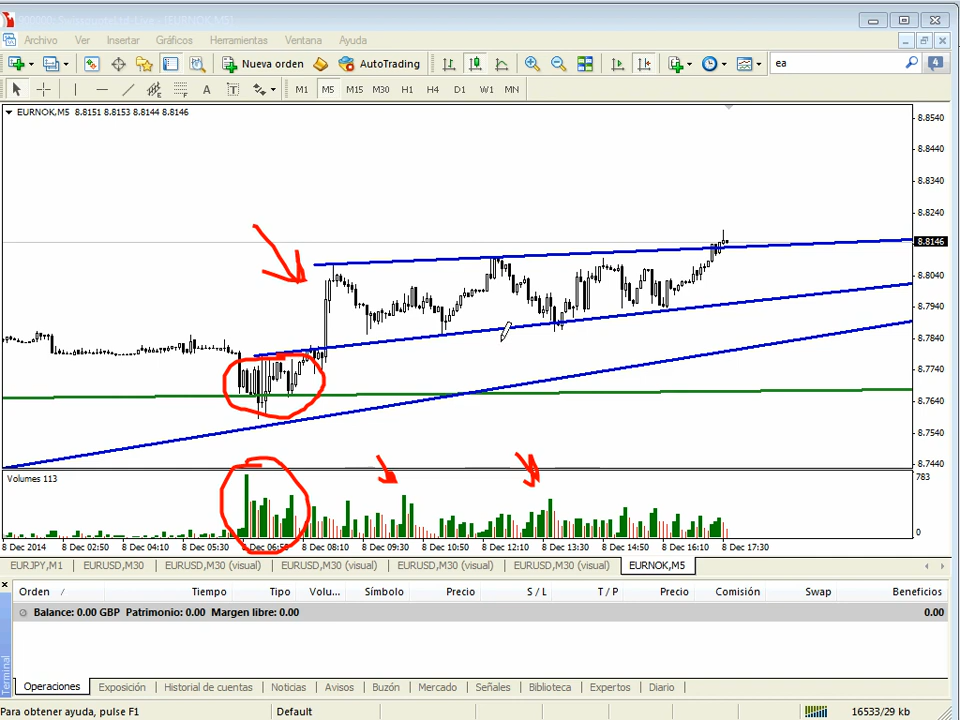 Archivo Ver Insertar Gráficos Herramientas Ventana Ayuda
Nueva orden AutoTrading ea 4
A T M1 M5 M15 M30 H1 H4 D1 W1 MN
EURNOK,M5 8.8151 8.8153 8.8144 8.8146
8.8540
8.8440
8.8340
8.8240
8.8146
8.8040
8.7940
8.7840
8.7740
8.7640
8.7540
8.7440
Volumes 113
783
0
8 Dec 2014 8 Dec 02:50 8 Dec 04:10 8 Dec 05:30 8 Dec 06:50 8 Dec 08:10 8 Dec 09:30 8 Dec 10:50 8 Dec 12:10 8 Dec 13:30 8 Dec 14:50 8 Dec 16:10 8 Dec 17:30
EURJPY,M1 EURUSD,M30 EURUSD,M30 (visual) EURUSD,M30 (visual) EURUSD,M30 (visual) EURUSD,M30 (visual) EURNOK,M5
Orden / Tiempo Tipo Volu... Símbolo Precio S / L T / P Precio Comisión Swap Beneficios
Balance: 0.00 GBP Patrimonio: 0.00 Margen libre: 0.00 0.00
Terminal
Operaciones Exposición Historial de cuentas Noticias Avisos Buzón Mercado Señales Biblioteca Expertos Diario
Para obtener ayuda, pulse F1 Default 16533/29 kb